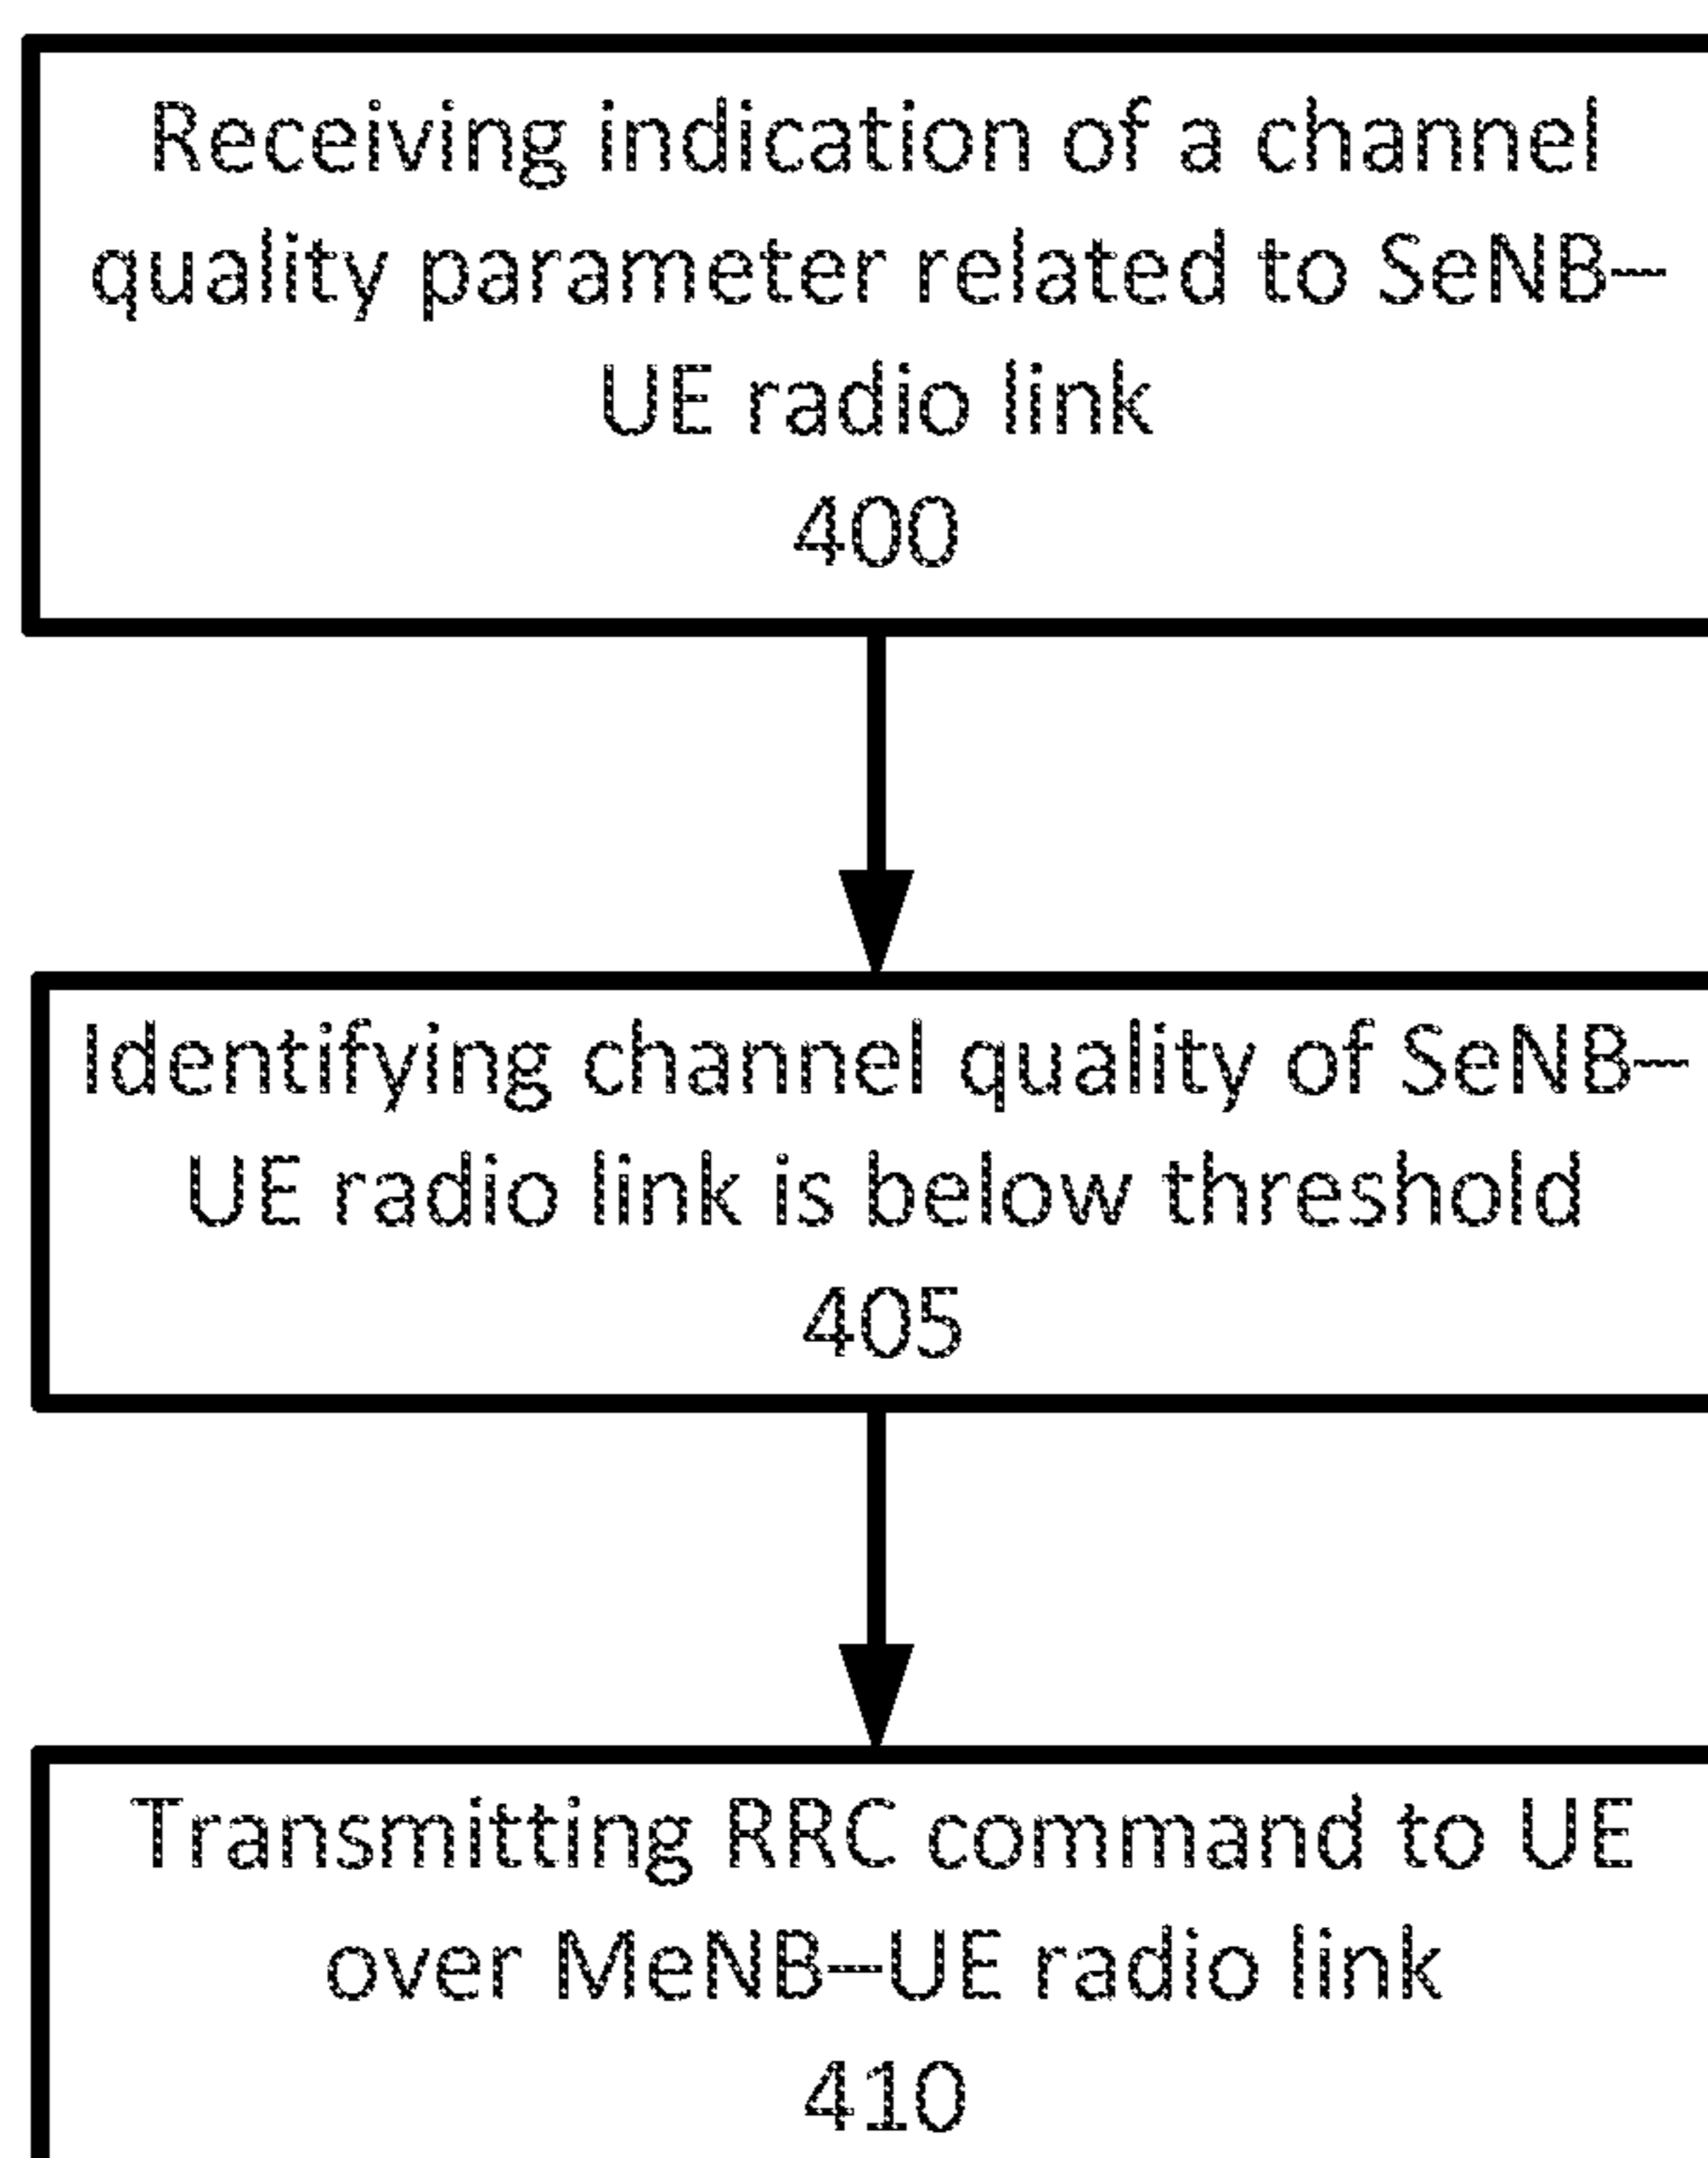 Receiving indication of a channel
quality parameter related to SeNB–
UE radio link
400
Identifying channel quality of SeNB–
UE radio link is below threshold
405
Transmitting RRC command to UE
over MeNB–UE radio link
410